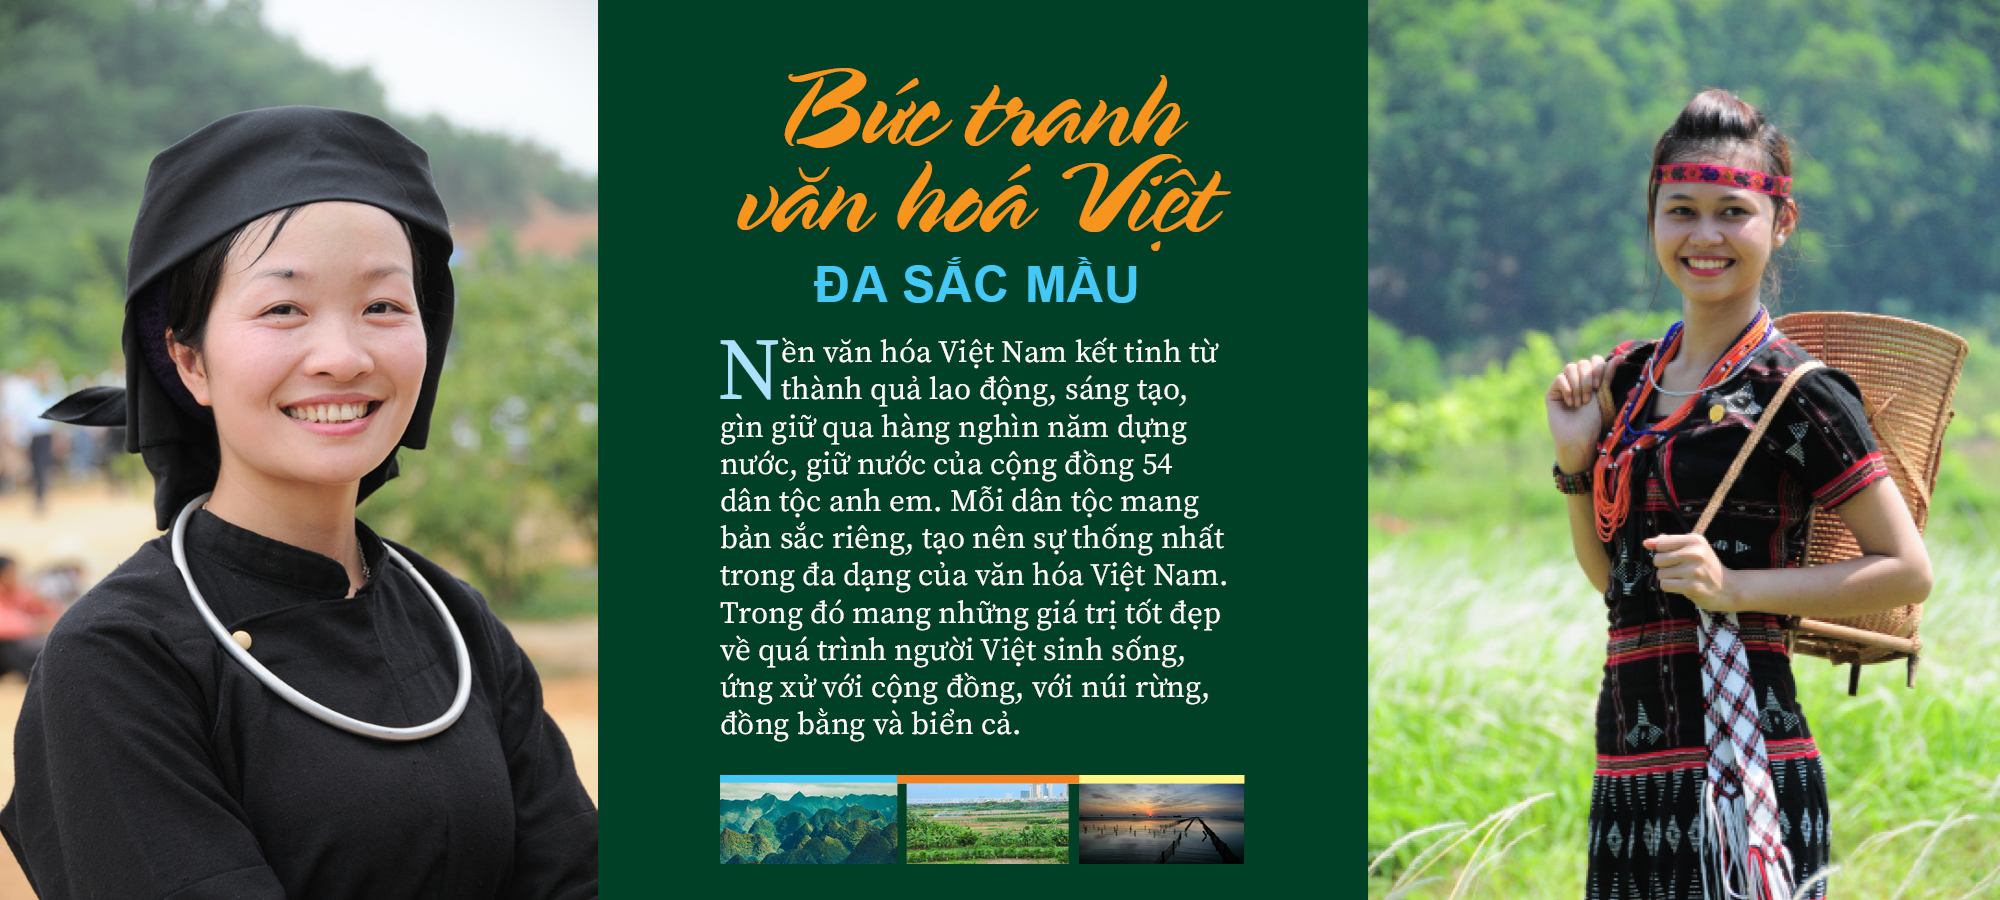 Bức tranh
văn hoá Việt
ĐA SẮC MẦU
Nền văn hóa Việt Nam kết tinh từ
thành quả lao động, sáng tạo,
gìn giữ qua hàng nghìn năm dựng
nước, giữ nước của cộng đồng 54
dân tộc anh em. Mỗi dân tộc mang
bản sắc riêng, tạo nên sự thống nhất
trong đa dạng của văn hóa Việt Nam.
Trong đó mang những giá trị tốt đẹp
về quá trình người Việt sinh sống,
ứng xử với cộng đồng, với núi rừng,
đồng bằng và biển cả.